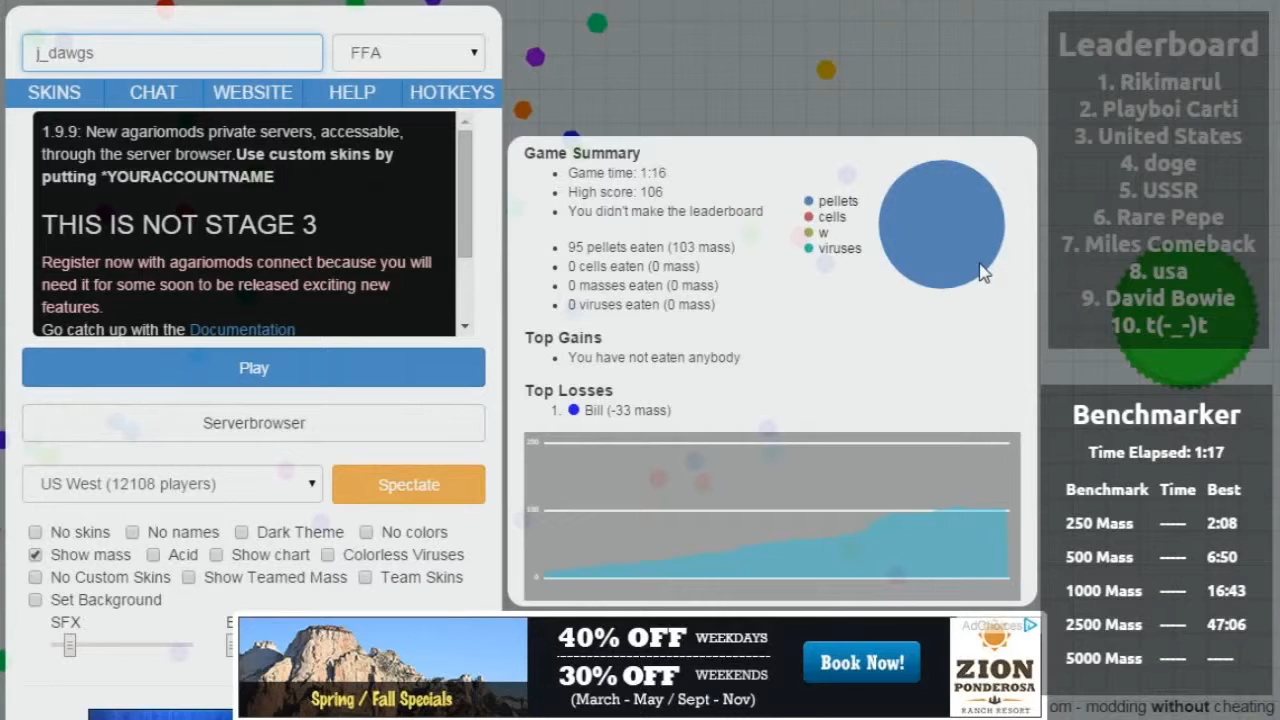 j_dawgs
FFA
SKINS CHAT WEBSITE HELP HOTKEYS
1.9.9: New agariomods private servers, accessable,
through the server browser.Use custom skins by
putting *YOURACCOUNTNAME
THIS IS NOT STAGE 3
Register now with agariomods connect because you will
need it for some soon to be released exciting new
features.
Go catch up with the Documentation
Play
Serverbrowser
US West (12108 players)
Spectate
No skins No names Dark Theme No colors
Show mass Acid Show chart Colorless Viruses
No Custom Skins Show Teamed Mass Team Skins
Set Background
SFX
Game Summary
Game time: 1:16
High score: 106
You didn't make the leaderboard
95 pellets eaten (103 mass)
0 cells eaten (0 mass)
0 masses eaten (0 mass)
0 viruses eaten (0 mass)
pellets
cells
w
viruses
Top Gains
You have not eaten anybody
Top Losses
1. Bill (-33 mass)
100
0
Leaderboard
1. Rikimarul
2. Playboi Carti
3. United States
4. doge
5. USSR
6. Rare Pepe
7. Miles Comeback
8. usa
9. David Bowie
10. t(-_-)t
Benchmarker
Time Elapsed: 1:17
Benchmark Time Best
250 Mass ----- 2:08
500 Mass ----- 6:50
1000 Mass ----- 16:43
2500 Mass ----- 47:06
5000 Mass ----- -----
40% OFF WEEKDAYS
30% OFF WEEKENDS
(March - May / Sept - Nov)
Spring / Fall Specials
Book Now!
AdChoices
ZION
PONDEROSA
RANCH RESORT
om - modding without cheating